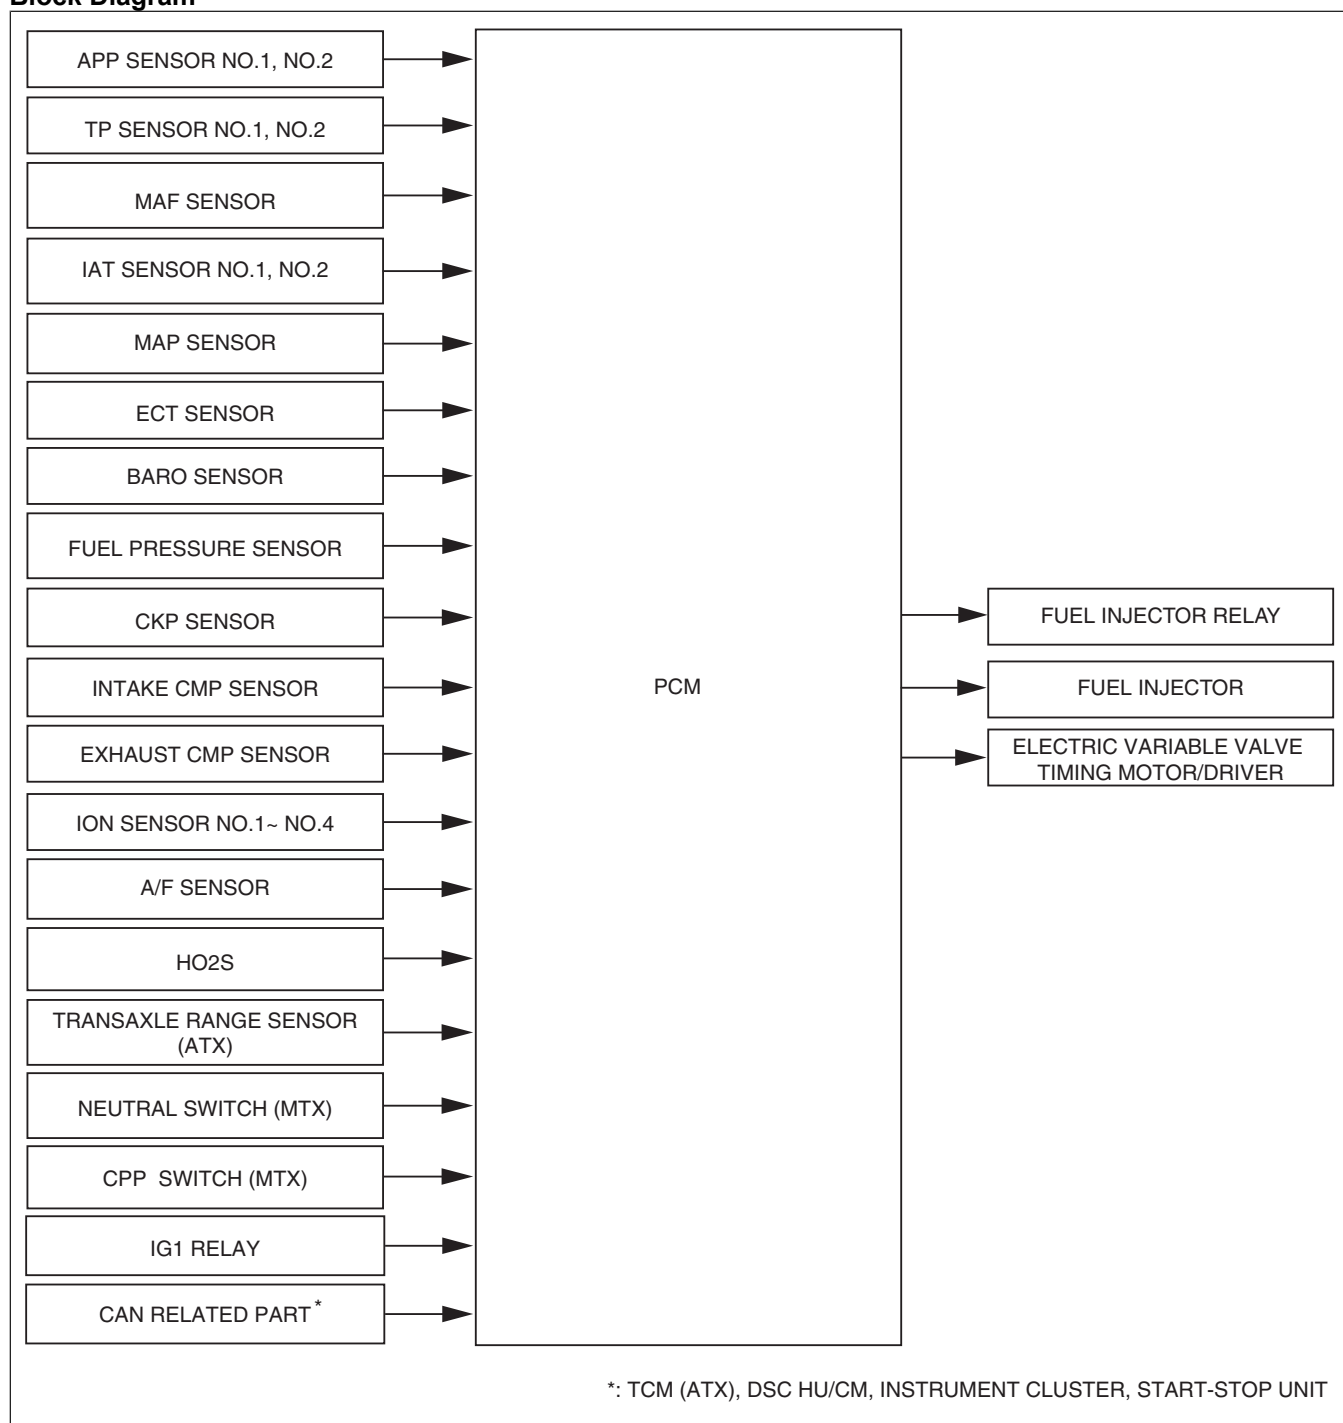 Block Diagram
APP SENSOR NO.1, NO.2
TP SENSOR NO.1, NO.2
MAF SENSOR
IAT SENSOR NO.1, NO.2
MAP SENSOR
ECT SENSOR
BARO SENSOR
FUEL PRESSURE SENSOR
CKP SENSOR
INTAKE CMP SENSOR
EXHAUST CMP SENSOR
ION SENSOR NO.1~ NO.4
A/F SENSOR
HO2S
TRANSAXLE RANGE SENSOR
(ATX)
NEUTRAL SWITCH (MTX)
CPP SWITCH (MTX)
IG1 RELAY
CAN RELATED PART*
PCM
FUEL INJECTOR RELAY
FUEL INJECTOR
ELECTRIC VARIABLE VALVE
TIMING MOTOR/DRIVER
*: TCM (ATX), DSC HU/CM, INSTRUMENT CLUSTER, START-STOP UNIT